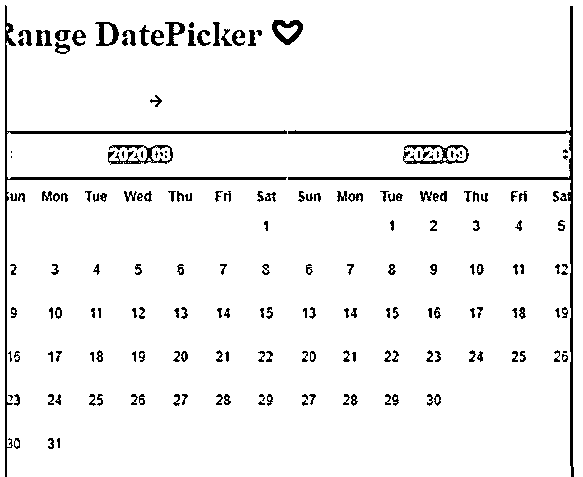 Range DatePicker ♡
→
2020.08 2020.09
Sun Mon Tue Wed Thu Fri Sat Sun Mon Tue Wed Thu Fri Sat
1 1 2 3 4 5
2 3 4 5 6 7 8 6 7 8 9 10 11 12
9 10 11 12 13 14 15 13 14 15 16 17 18 19
16 17 18 19 20 21 22 20 21 22 23 24 25 26
23 24 25 26 27 28 29 27 28 29 30
30 31